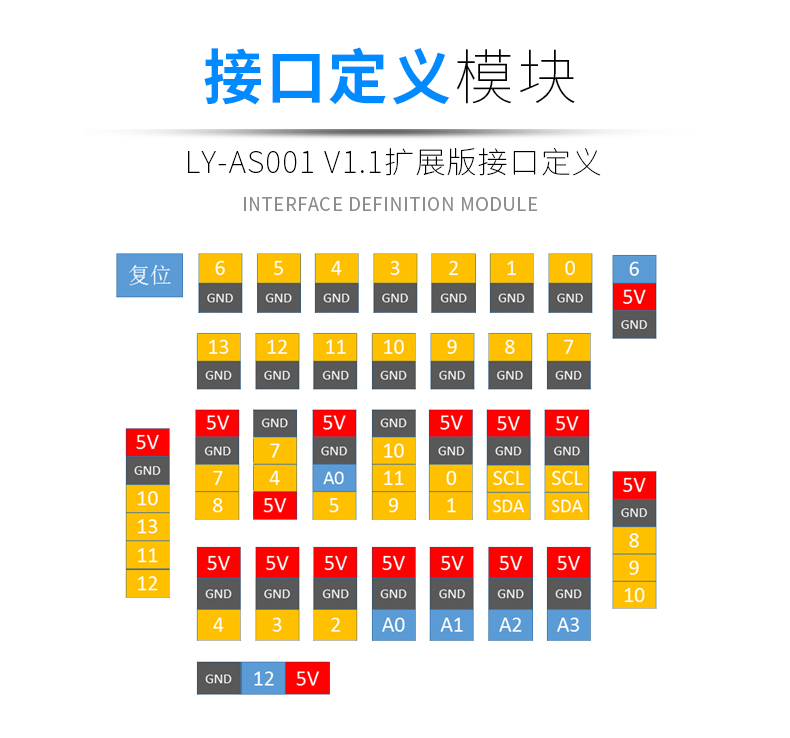 接口定义模块
LY-AS001 V1.1扩展版接口定义
INTERFACE DEFINITION MODULE
复位 6 5 4 3 2 1 0 6
GND GND GND GND GND GND GND 5V
GND
13 12 11 10 9 8 7
GND GND GND GND GND GND GND
5V GND 5V GND 5V 5V 5V
GND 7 GND 10 GND GND GND
7 4 A0 11 0 SCL SCL
8 5V 5 9 1 SDA SDA
5V
GND
10
13
11
12
5V
GND
8
9
10
5V 5V 5V 5V 5V 5V 5V
GND GND GND GND GND GND GND
4 3 2 A0 A1 A2 A3
GND 12 5V